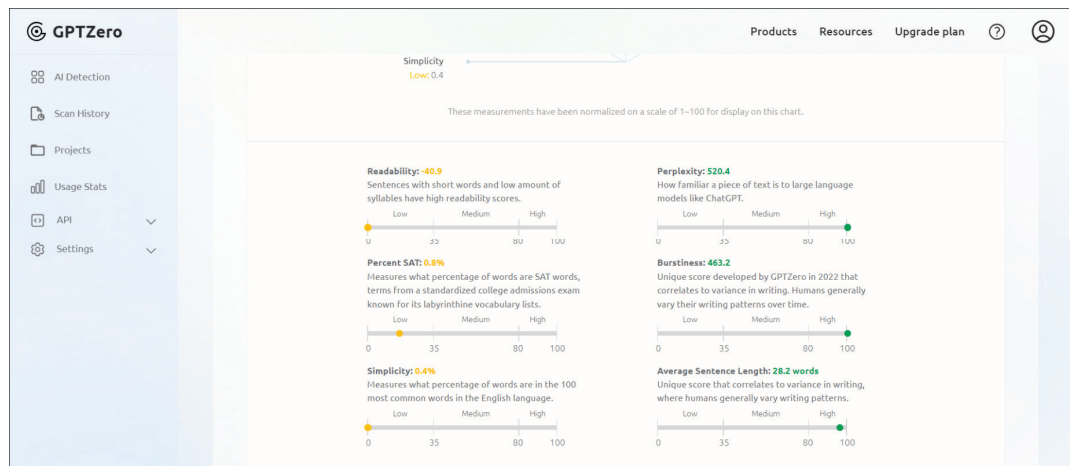 GPTZero
Products Resources Upgrade plan ?
AI Detection
Scan History
Projects
Usage Stats
API
Settings
Simplicity
Low: 0.4
These measurements have been normalized on a scale of 1–100 for display on this chart.
Readability: -40.9
Sentences with short words and low amount of
syllables have high readability scores.
Low Medium High
0 35 80 100
Percent SAT: 0.8%
Measures what percentage of words are SAT words,
terms from a standardized college admissions exam
known for its labyrinthine vocabulary lists.
Low Medium High
0 35 80 100
Simplicity: 0.4%
Measures what percentage of words are in the 100
most common words in the English language.
Low Medium High
0 35 80 100
Perplexity: 520.4
How familiar a piece of text is to large language
models like ChatGPT.
Low Medium High
0 35 80 100
Burstiness: 463.2
Unique score developed by GPTZero in 2022 that
correlates to variance in writing. Humans generally
vary their writing patterns over time.
Low Medium High
0 35 80 100
Average Sentence Length: 28.2 words
Unique score that correlates to variance in writing,
where humans generally vary writing patterns.
Low Medium High
0 35 80 100